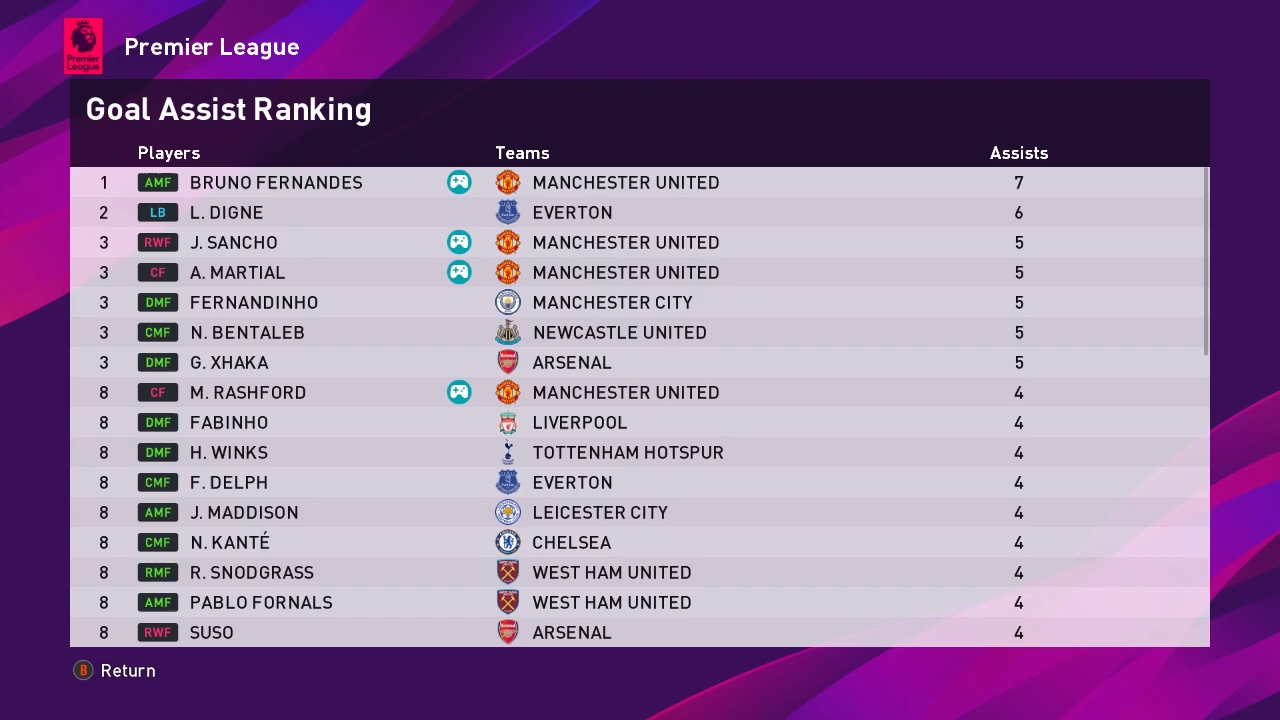 Premier League
Premier League
Goal Assist Ranking
Players Teams Assists
1 AMF BRUNO FERNANDES MANCHESTER UNITED 7
2 LB L. DIGNE EVERTON 6
3 RWF J. SANCHO MANCHESTER UNITED 5
3 CF A. MARTIAL MANCHESTER UNITED 5
3 DMF FERNANDINHO MANCHESTER CITY 5
3 CMF N. BENTALEB NEWCASTLE UNITED 5
3 DMF G. XHAKA ARSENAL 5
8 CF M. RASHFORD MANCHESTER UNITED 4
8 DMF FABINHO LIVERPOOL 4
8 DMF H. WINKS TOTTENHAM HOTSPUR 4
8 CMF F. DELPH EVERTON 4
8 AMF J. MADDISON LEICESTER CITY 4
8 CMF N. KANTÉ CHELSEA 4
8 RMF R. SNODGRASS WEST HAM UNITED 4
8 AMF PABLO FORNALS WEST HAM UNITED 4
8 RWF SUSO ARSENAL 4
B Return